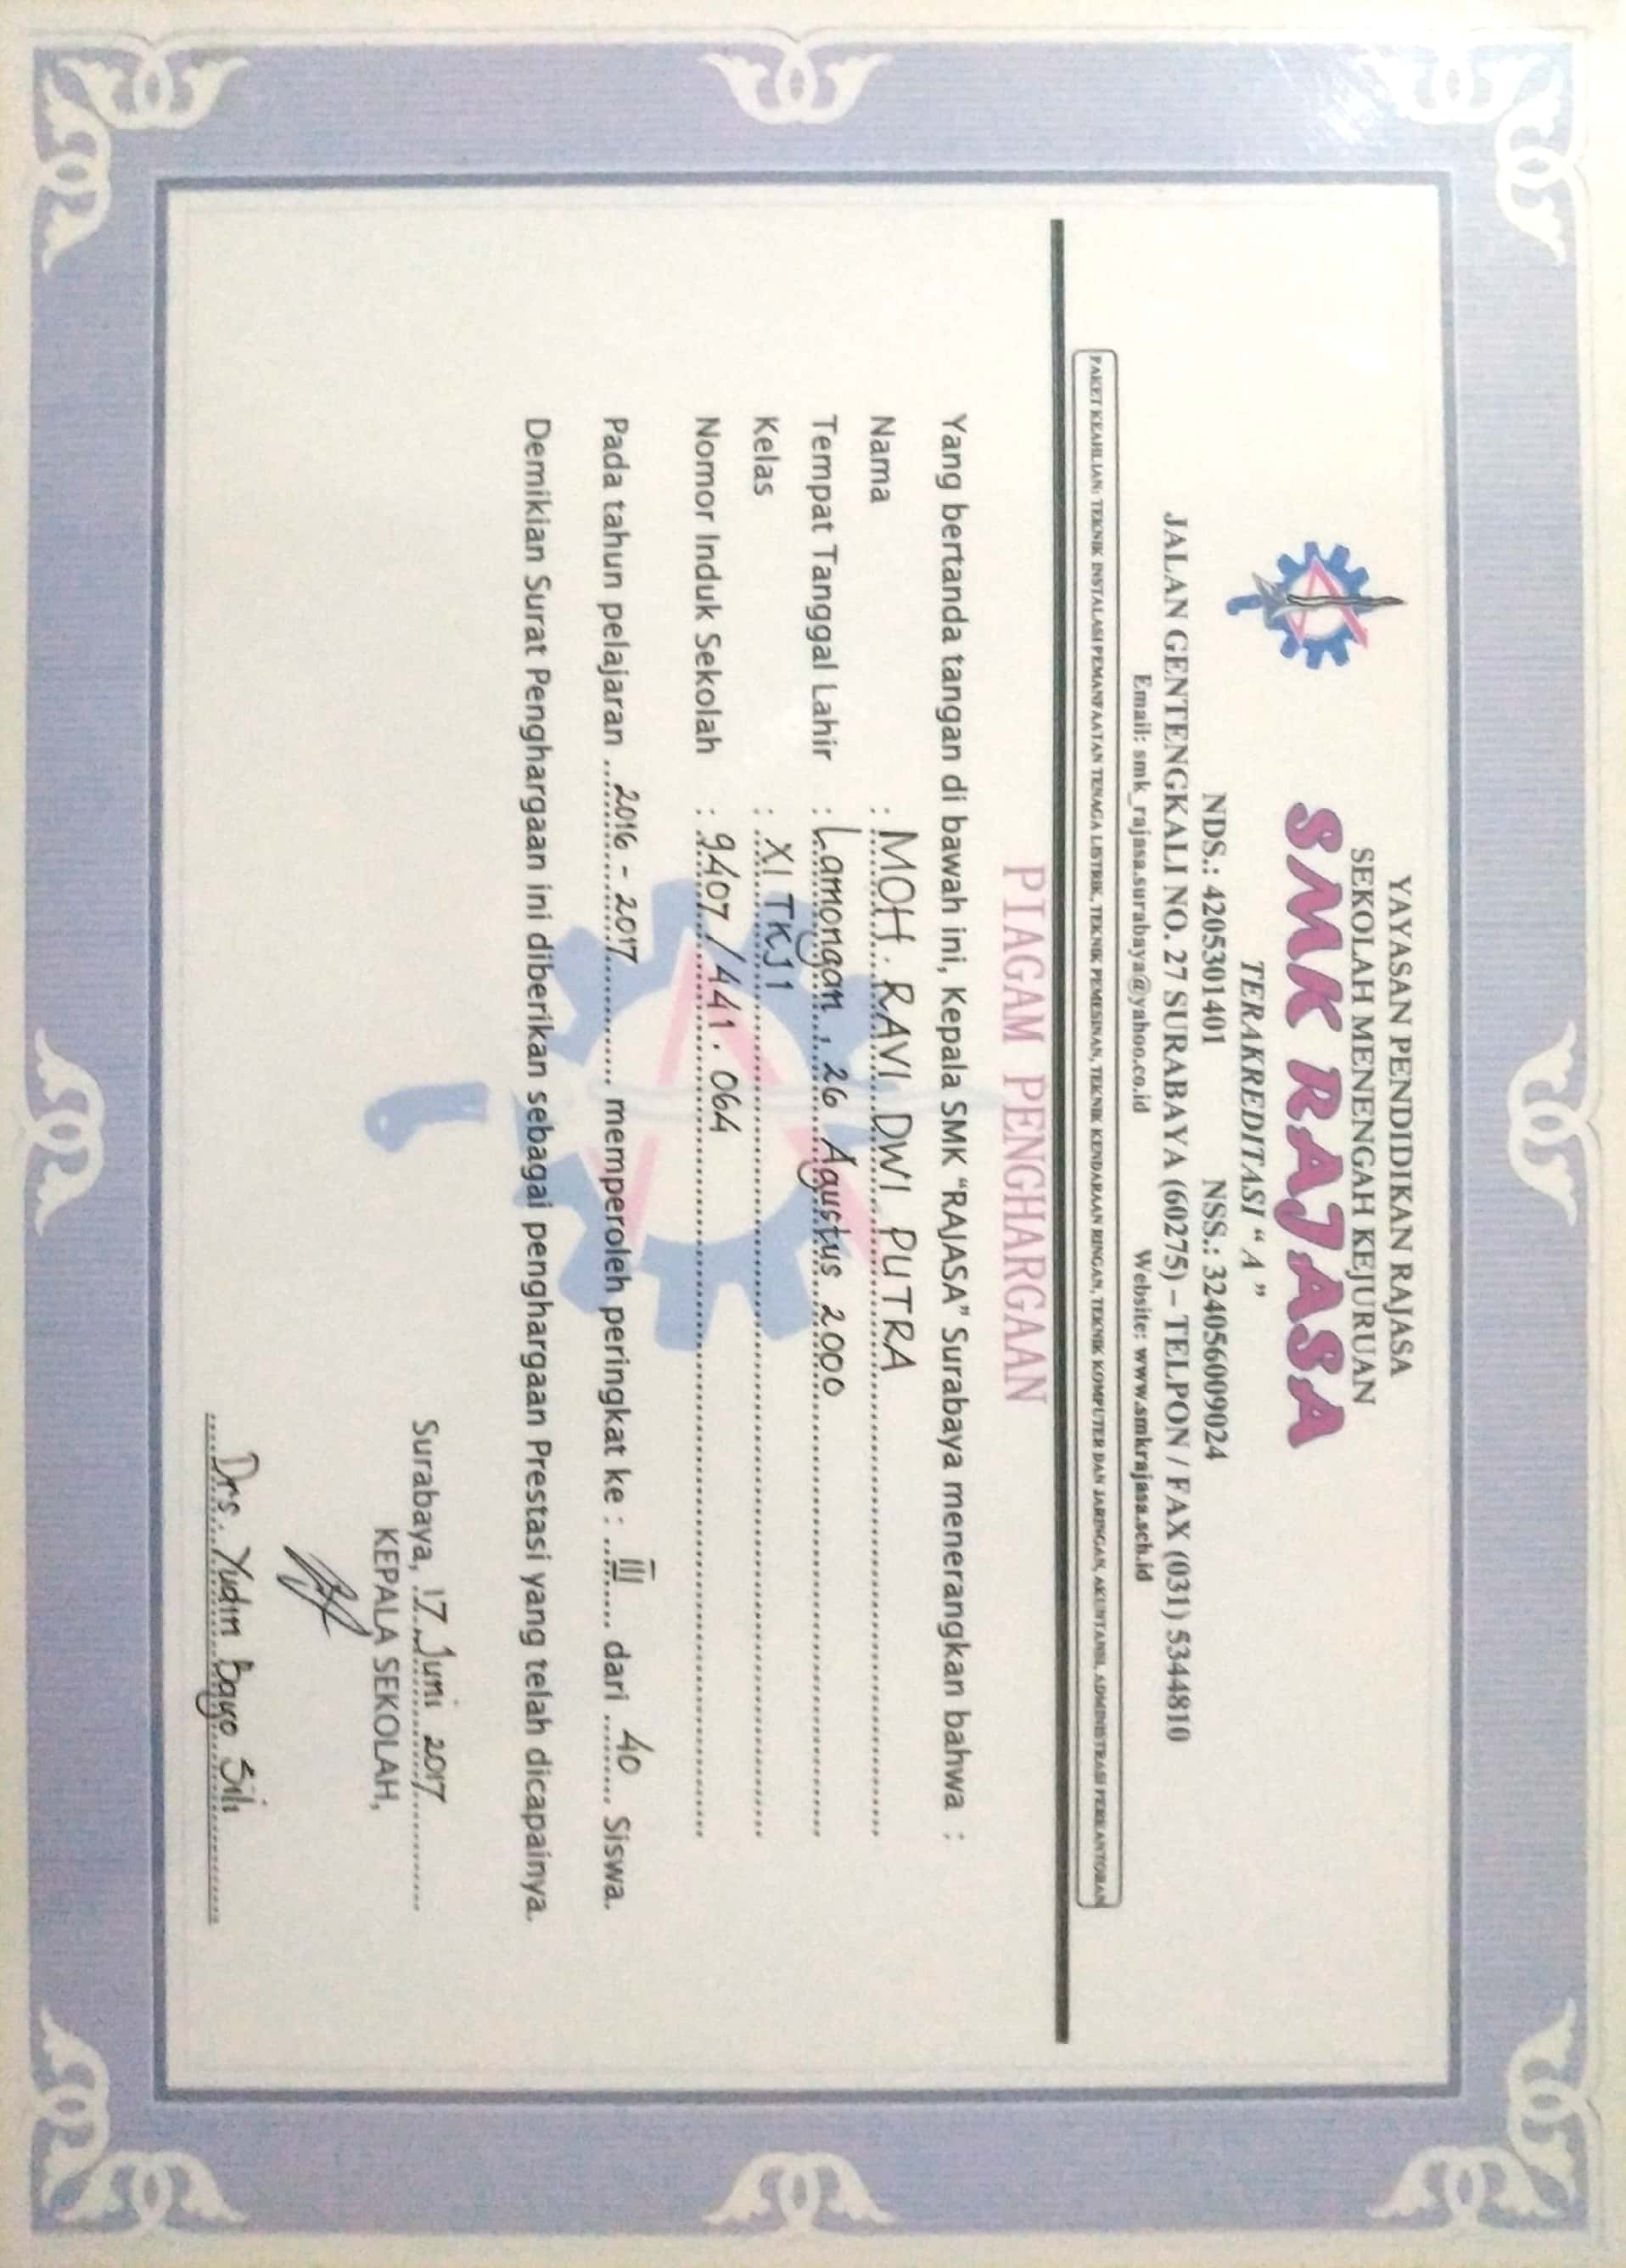 YAYASAN PENDIDIKAN RAJASA
SEKOLAH MENENGAH KEJURUAN
SMK RAJASA
TERAKREDITASI “ A ”
NDS.: 4205301401 NSS.: 324056009024
JALAN GENTENGKALI NO. 27 SURABAYA (60275) – TELPON / FAX (031) 5344810
Email: smk_rajasa.surabaya@yahoo.co.id Website: www.smkrajasa.sch.id
PAKET KEAHLIAN: TEKNIK INSTALASI PEMANFAATAN TENAGA LISTRIK, TEKNIK PEMESINAN, TEKNIK KENDARAAN RINGAN, TEKNIK KOMPUTER DAN JARINGAN, AKUNTANSI, ADMINISTRASI PERKANTORAN
PIAGAM PENGHARGAAN
Yang bertanda tangan di bawah ini, Kepala SMK “RAJASA” Surabaya menerangkan bahwa :
Nama : MOH. RAVI DWI PUTRA
Tempat Tanggal Lahir : Lamongan, 26 Agustus 2000
Kelas : XI TKJ1
Nomor Induk Sekolah : 9407/441.064
Pada tahun pelajaran 2016 - 2017 memperoleh peringkat ke : III dari 40 Siswa.
Demikian Surat Penghargaan ini diberikan sebagai penghargaan Prestasi yang telah dicapainya.
Surabaya, 17 Juni 2017
KEPALA SEKOLAH,
Drs. Yudin Bayo Sili